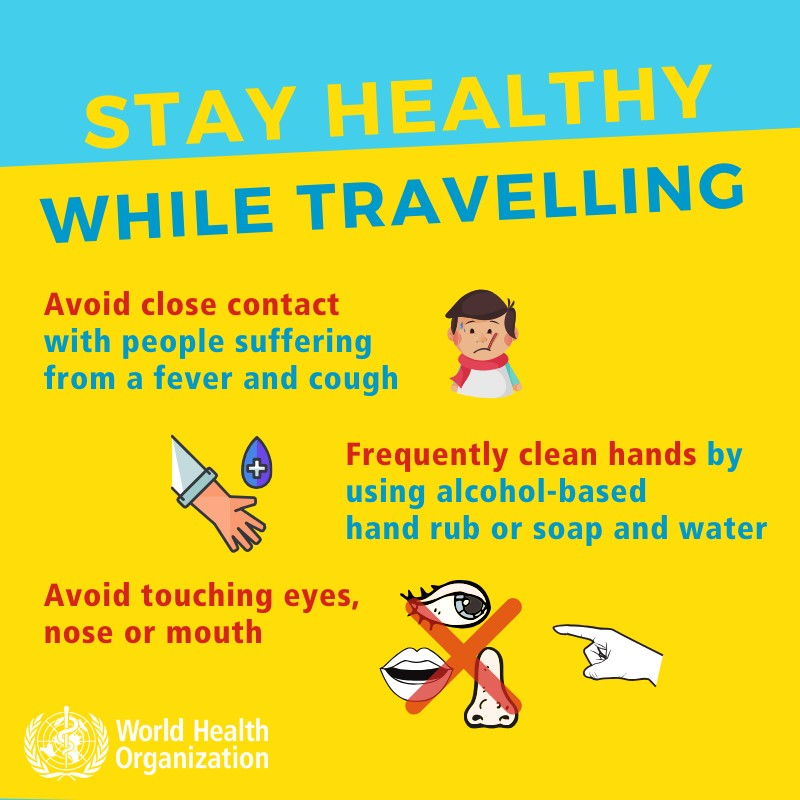 STAY HEALTHY
WHILE TRAVELLING
Avoid close contact
with people suffering
from a fever and cough
Frequently clean hands by
using alcohol-based
hand rub or soap and water
Avoid touching eyes,
nose or mouth
World Health
Organization